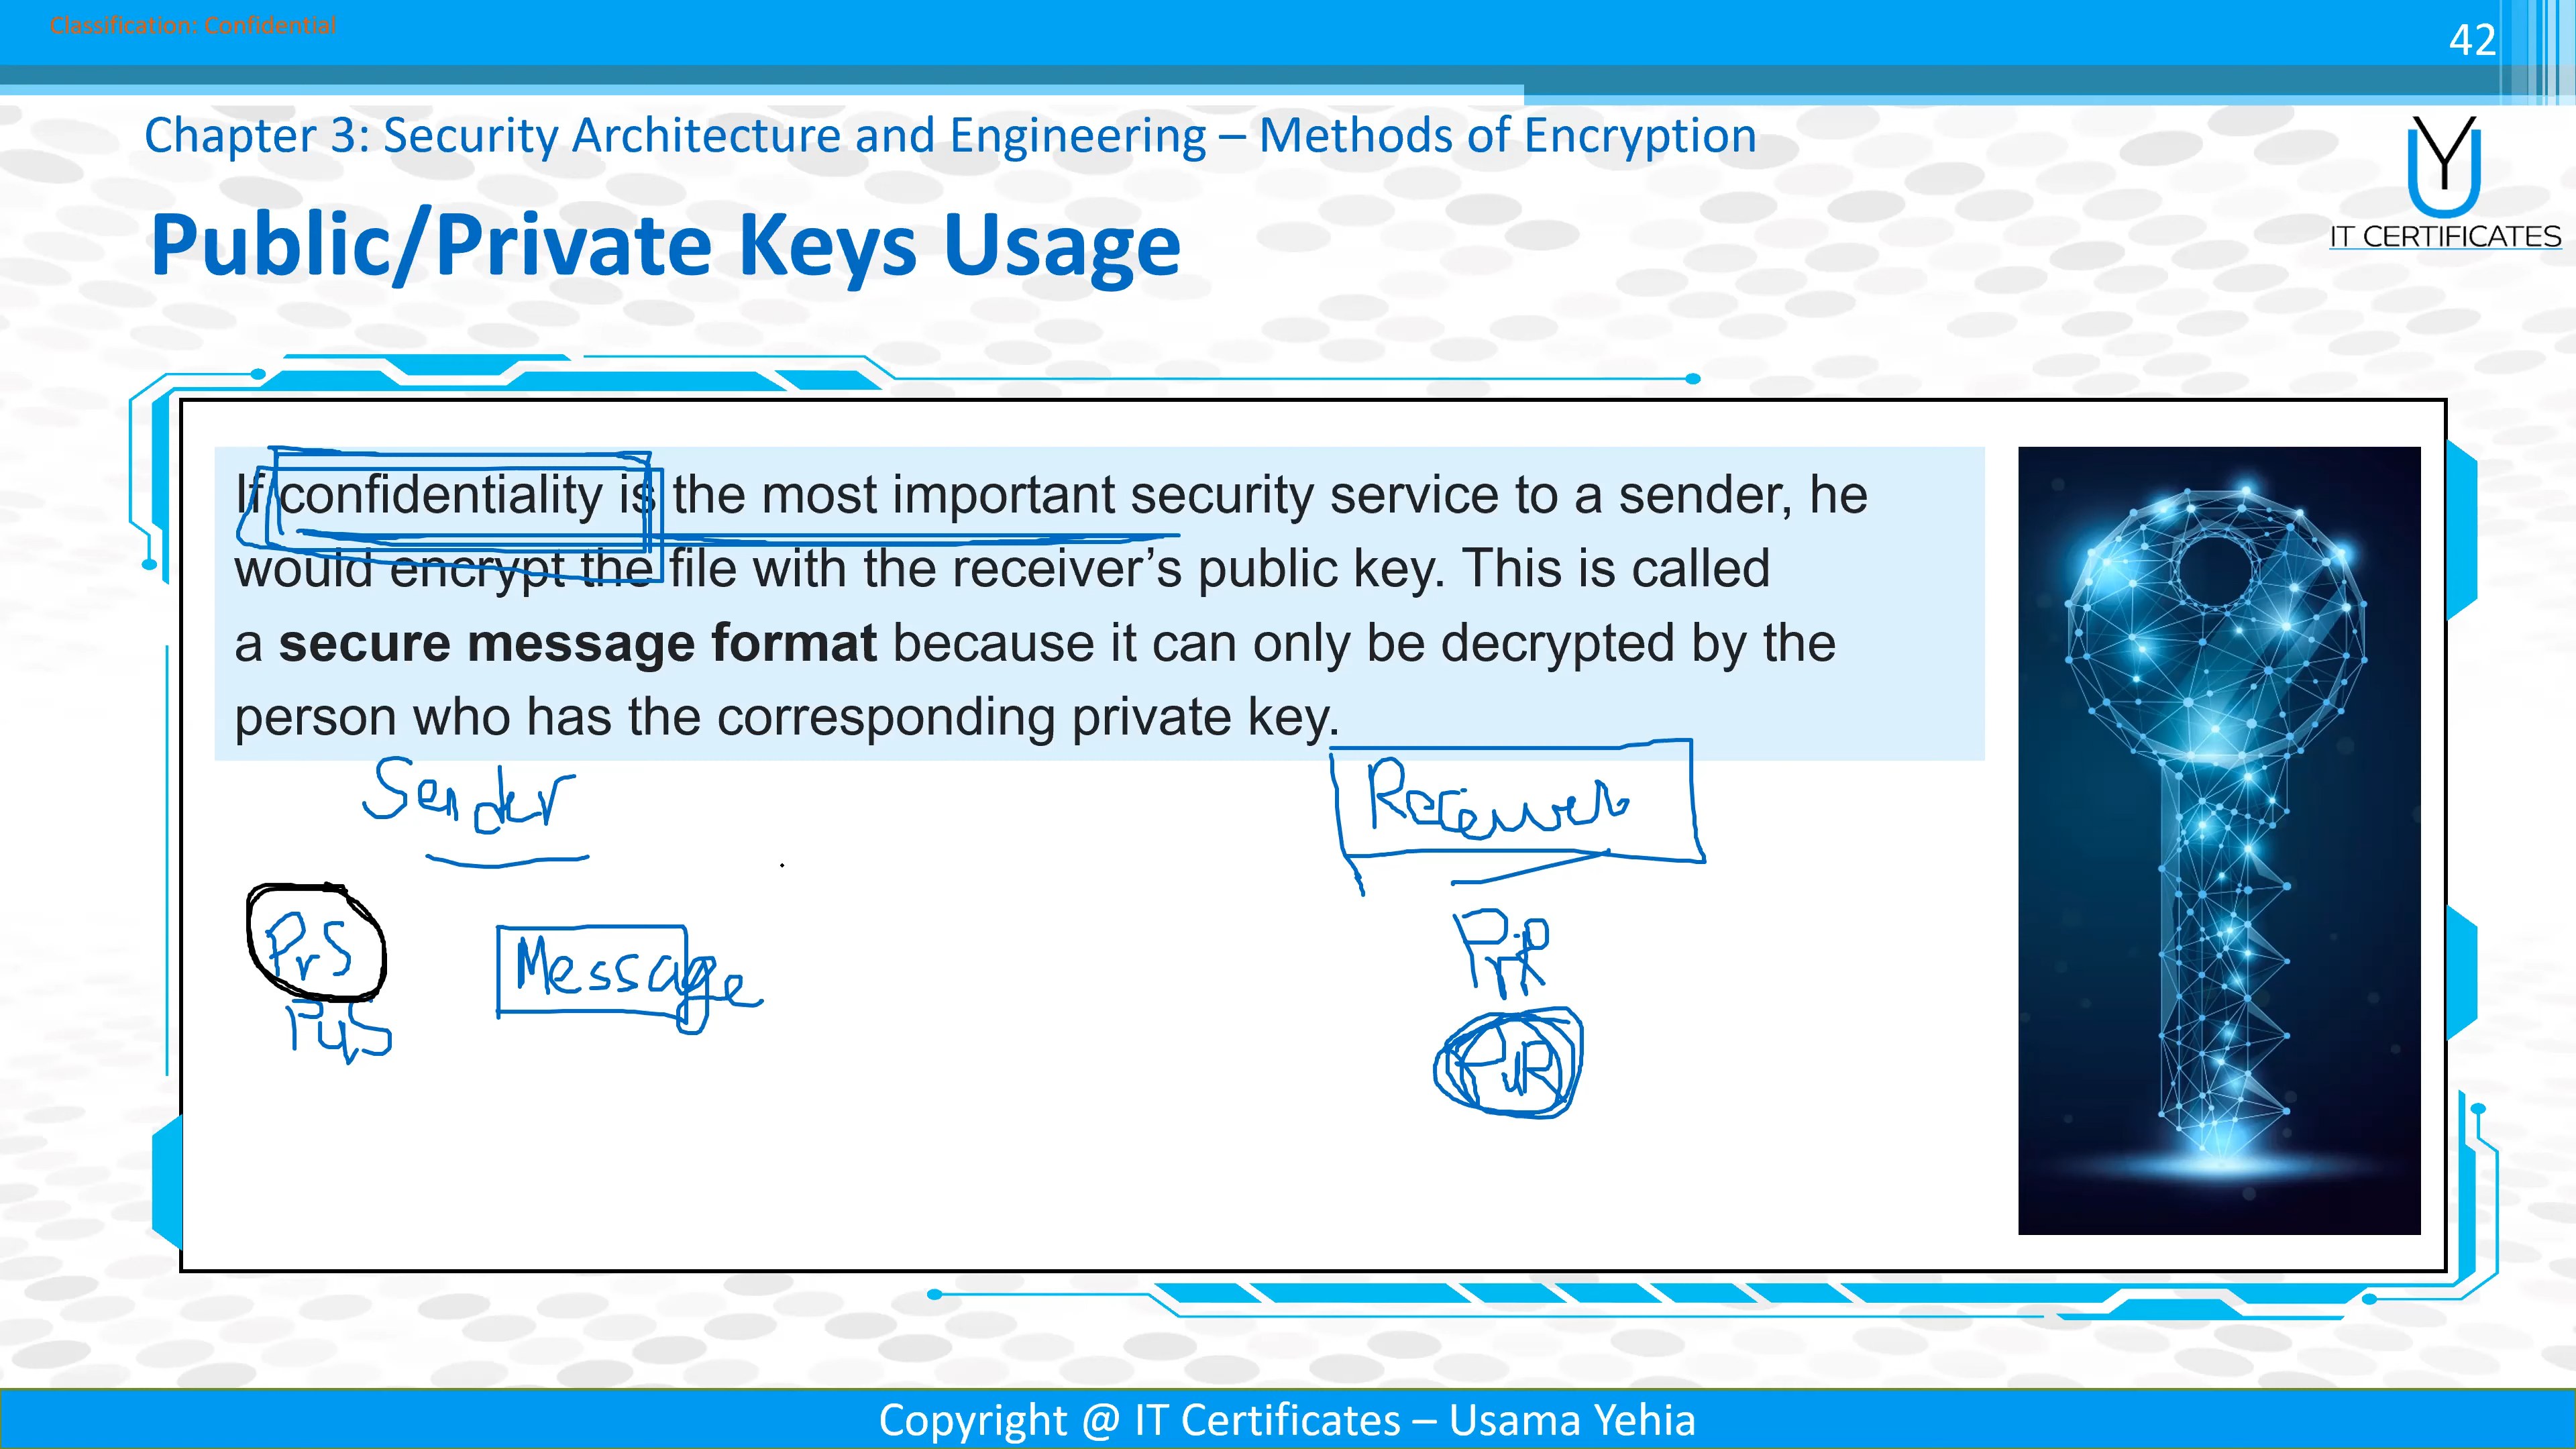 Classification: Confidential
42
Chapter 3: Security Architecture and Engineering – Methods of Encryption
Public/Private Keys Usage
UY
IT CERTIFICATES
If confidentiality is the most important security service to a sender, he
would encrypt the file with the receiver’s public key. This is called
a secure message format because it can only be decrypted by the
person who has the corresponding private key.
Sender
Receiver
PrS
PuS
Message
PrR
PuR
Copyright @ IT Certificates – Usama Yehia